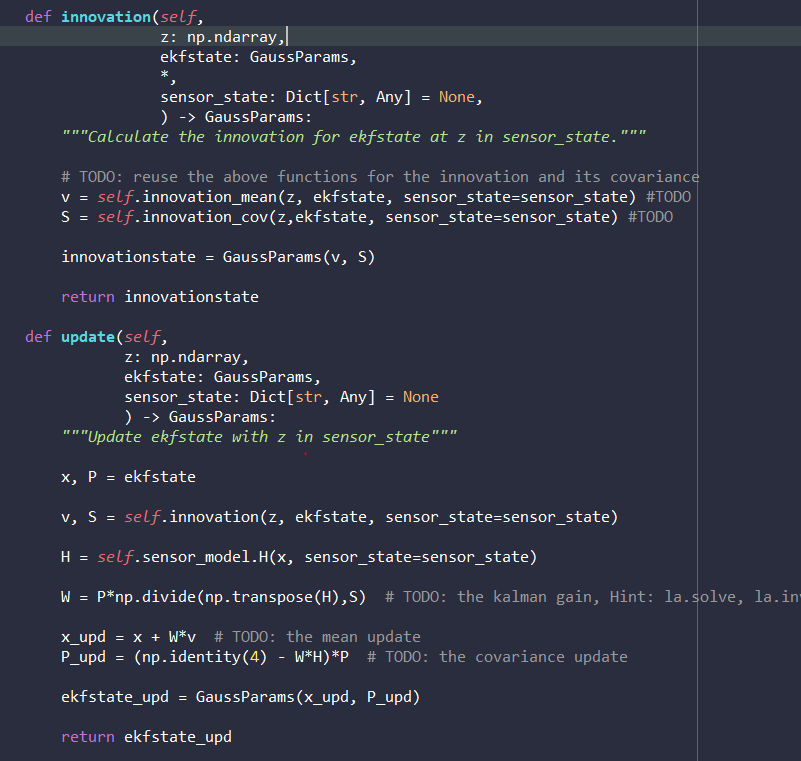 def innovation(self,
               z: np.ndarray,
               ekfstate: GaussParams,
               *,
               sensor_state: Dict[str, Any] = None,
               ) -> GaussParams:
    """Calculate the innovation for ekfstate at z in sensor_state."""

    # TODO: reuse the above functions for the innovation and its covariance
    v = self.innovation_mean(z, ekfstate, sensor_state=sensor_state) #TODO
    S = self.innovation_cov(z,ekfstate, sensor_state=sensor_state) #TODO

    innovationstate = GaussParams(v, S)

    return innovationstate

def update(self,
           z: np.ndarray,
           ekfstate: GaussParams,
           sensor_state: Dict[str, Any] = None
           ) -> GaussParams:
    """Update ekfstate with z in sensor_state"""

    x, P = ekfstate

    v, S = self.innovation(z, ekfstate, sensor_state=sensor_state)

    H = self.sensor_model.H(x, sensor_state=sensor_state)

    W = P*np.divide(np.transpose(H),S)  # TODO: the kalman gain, Hint: la.solve, la.inv

    x_upd = x + W*v  # TODO: the mean update
    P_upd = (np.identity(4) - W*H)*P  # TODO: the covariance update

    ekfstate_upd = GaussParams(x_upd, P_upd)

    return ekfstate_upd